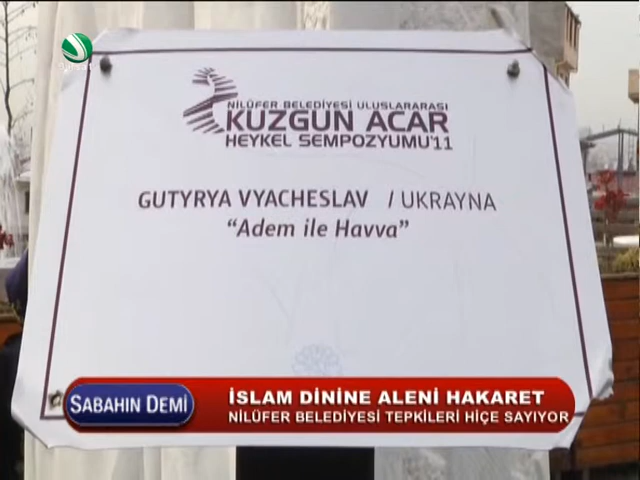 NİLÜFER BELEDİYESİ ULUSLARARASI
KUZGUN ACAR
HEYKEL SEMPOZYUMU'11
GUTYRYA VYACHESLAV / UKRAYNA
"Adem ile Havva"
SABAHIN DEMİ
İSLAM DİNİNE ALENİ HAKARET
NİLÜFER BELEDİYESİ TEPKİLERİ HİÇE SAYIYOR